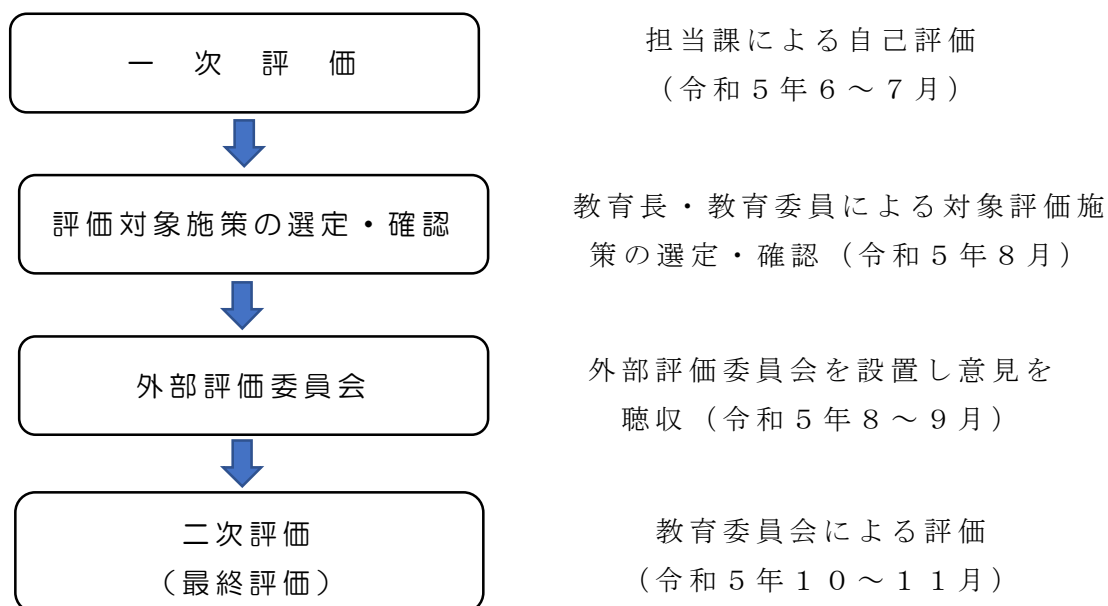 一次評価
担当課による自己評価
（令和５年６～７月）
評価対象施策の選定・確認
教育長・教育委員による対象評価施
策の選定・確認（令和５年８月）
外部評価委員会
外部評価委員会を設置し意見を
聴収（令和５年８～９月）
二次評価
（最終評価）
教育委員会による評価
（令和５年１０～１１月）